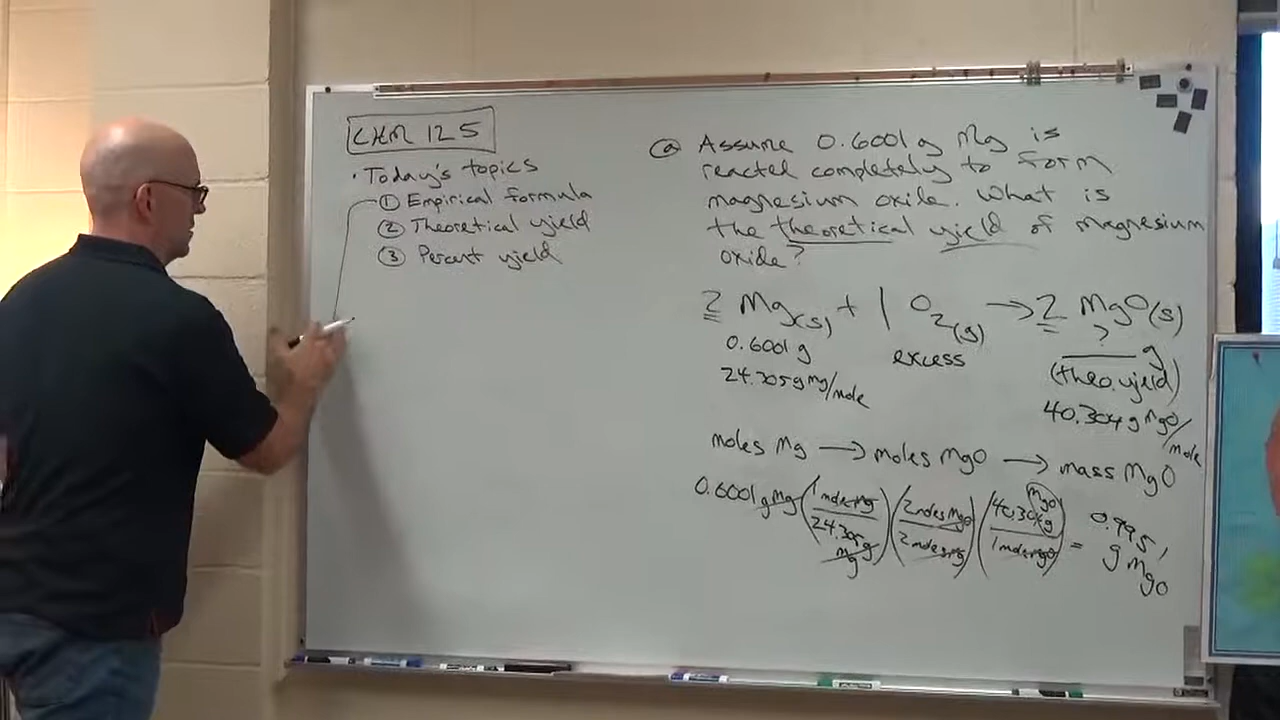 CHM 125
· Today's topics
① Empirical formula
② Theoretical yield
③ Percent yield
ⓐ Assume 0.6001 g Mg is
reacted completely to form
magnesium oxide. What is
the theoretical yield of magnesium
oxide?
2 Mg(s) + 1 O2(g) → 2 MgO(s)
0.6001 g excess ? g
24.305 g Mg/mole (theo. yield)
40.304 g MgO/mole
moles Mg → moles MgO → mass MgO
0.6001 g Mg (1 mole Mg / 24.305 g Mg) (2 moles MgO / 2 moles Mg) (40.304 g MgO / 1 mole MgO) = 0.9951 g MgO